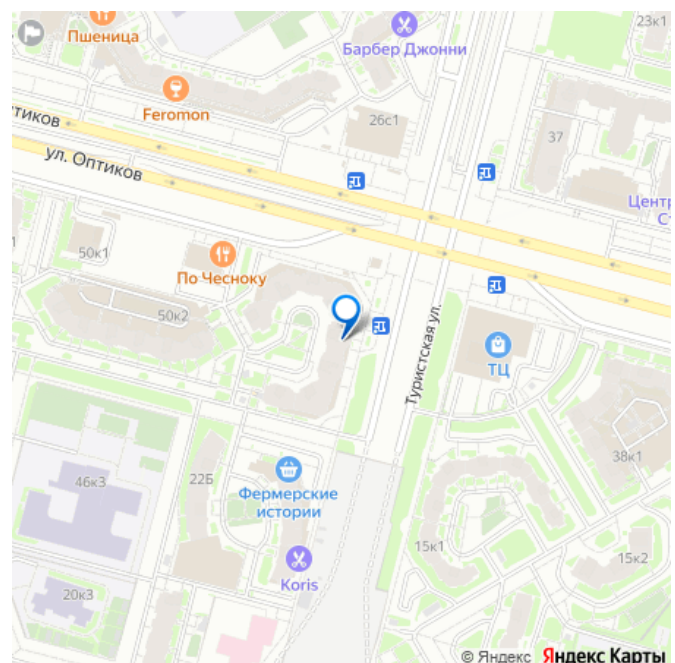 23к1
Пшеница
Барбер Джонни
Feromon
26с1
37
ул. Оптиков
Центр
Ст
50к1
По Чесноку
50к2
Туристская ул.
ТЦ
38к1
46к3
22Б
Фермерские
истории
15к1
15к2
Koris
20к3
© Яндекс Яндекс Карты